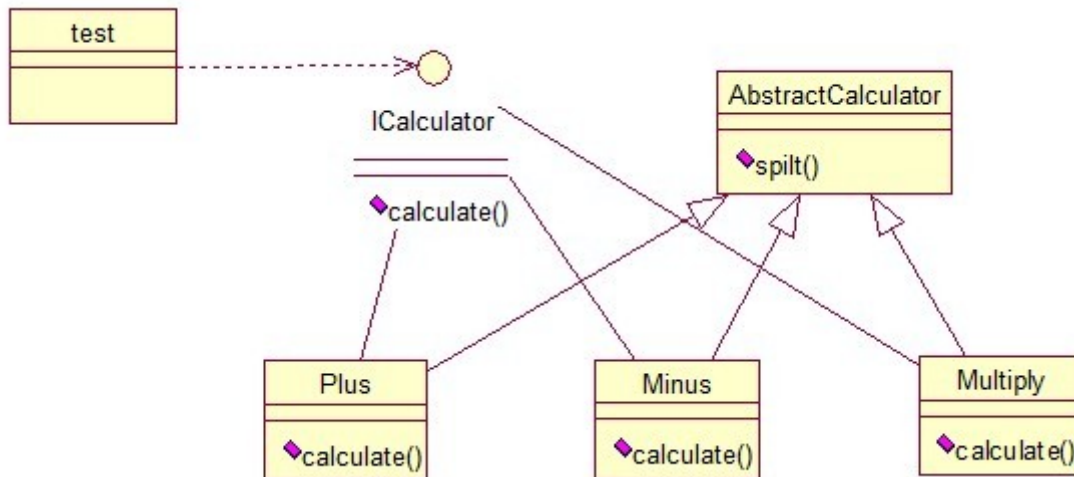 test
ICalculator
calculate()
AbstractCalculator
spilt()
Plus
calculate()
Minus
calculate()
Multiply
calculate()